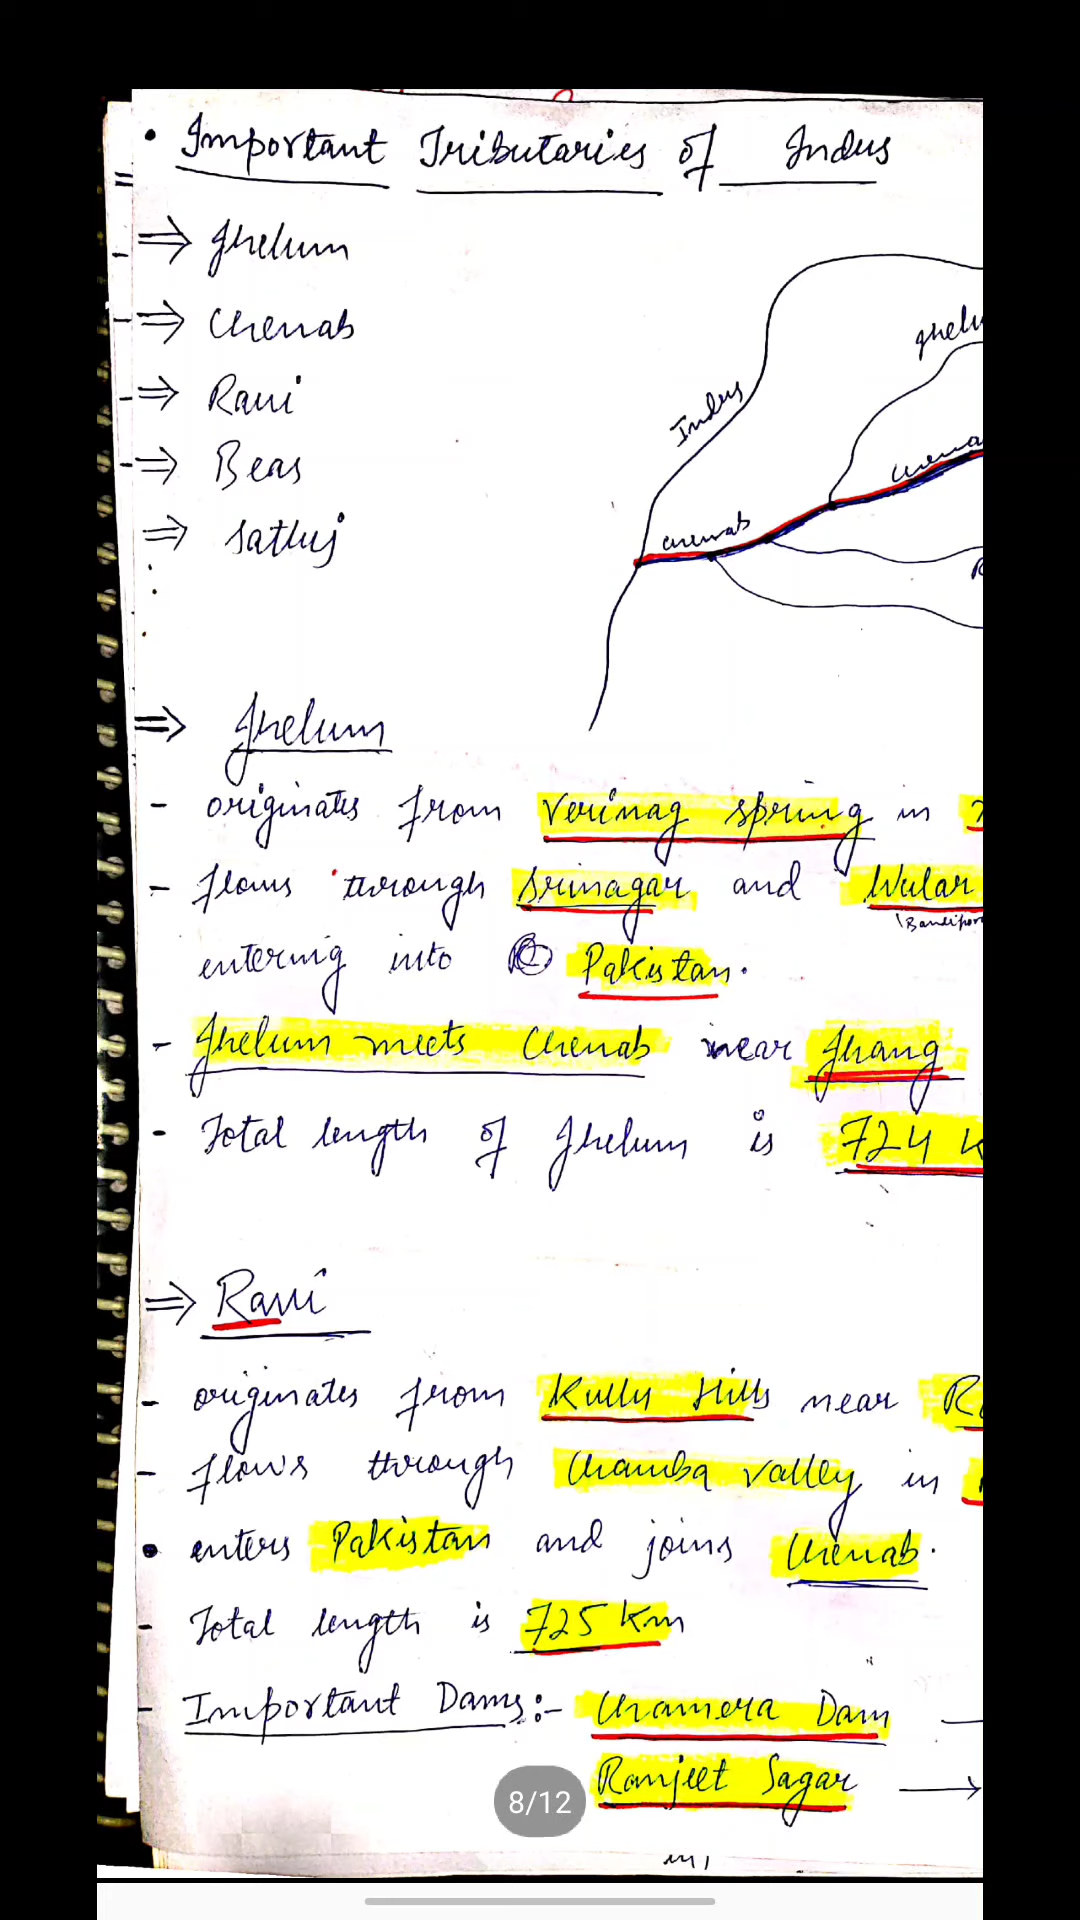 • Important Tributaries of Indus
⇒ Jhelum
⇒ Chenab
⇒ Ravi
⇒ Beas
⇒ Satluj
Jhelu
Indus
Chena
Chenab
R
⇒ Jhelum
- originates from Verinag spring in
- flows through Srinagar and Wular
(Bandipor
entering into Pakistan.
- Jhelum meets Chenab near Jhang
- Total length of Jhelum is 724 K
⇒ Ravi
- originates from Kullu Hills near R
- flows through Chamba valley in
• enters Pakistan and joins Chenab.
- Total length is 725 Km
- Important Dams:- Chamera Dam →
Ranjeet Sagar →
8/12